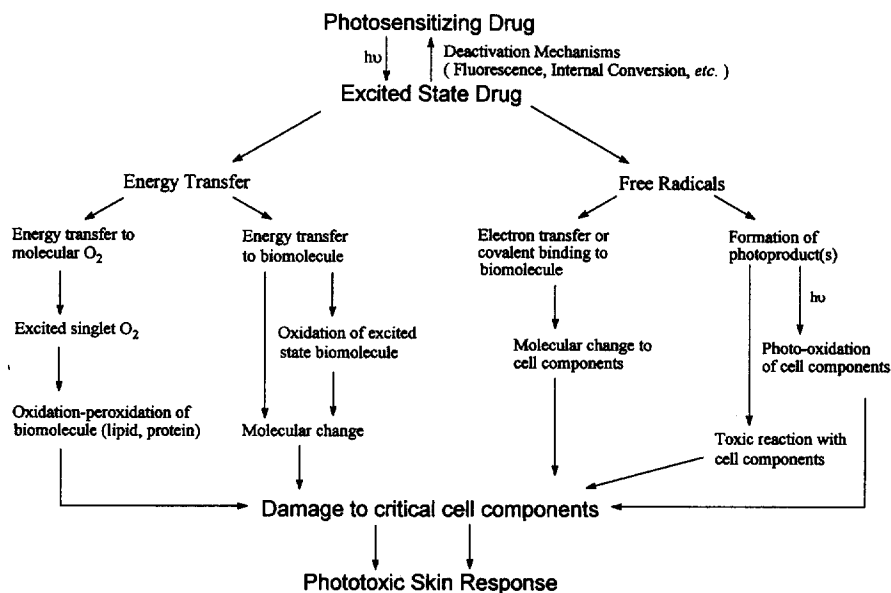 Photosensitizing Drug
hυ
Deactivation Mechanisms
( Fluorescence, Internal Conversion, etc. )
Excited State Drug
Energy Transfer
Free Radicals
Energy transfer to
molecular O₂
Energy transfer
to biomolecule
Electron transfer or
covalent binding to
biomolecule
Formation of
photoproduct(s)
hυ
Excited singlet O₂
Oxidation of excited
state biomolecule
Molecular change to
cell components
Photo-oxidation
of cell components
Oxidation-peroxidation of
biomolecule (lipid, protein)
Molecular change
Toxic reaction with
cell components
Damage to critical cell components
Phototoxic Skin Response